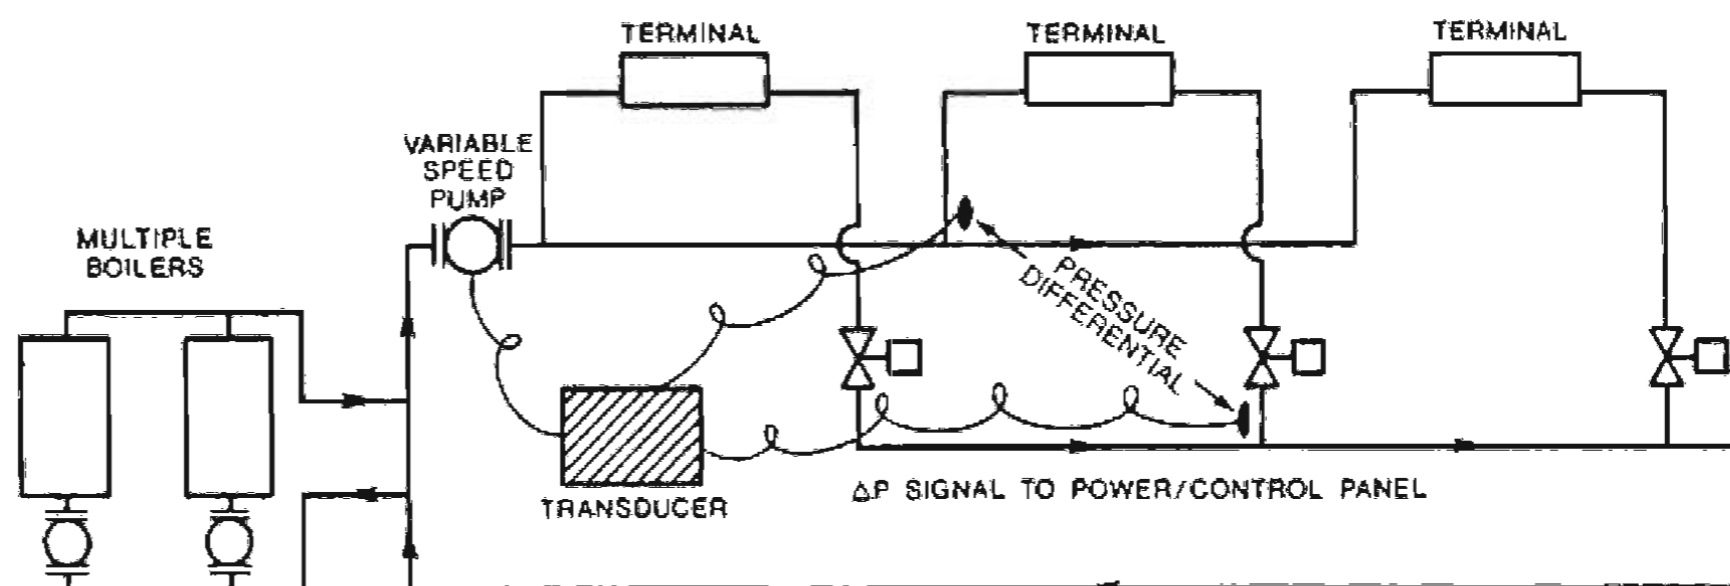 TERMINAL
TERMINAL
TERMINAL
VARIABLE
SPEED
PUMP
MULTIPLE
BOILERS
PRESSURE
DIFFERENTIAL
TRANSDUCER
ΔP SIGNAL TO POWER/CONTROL PANEL